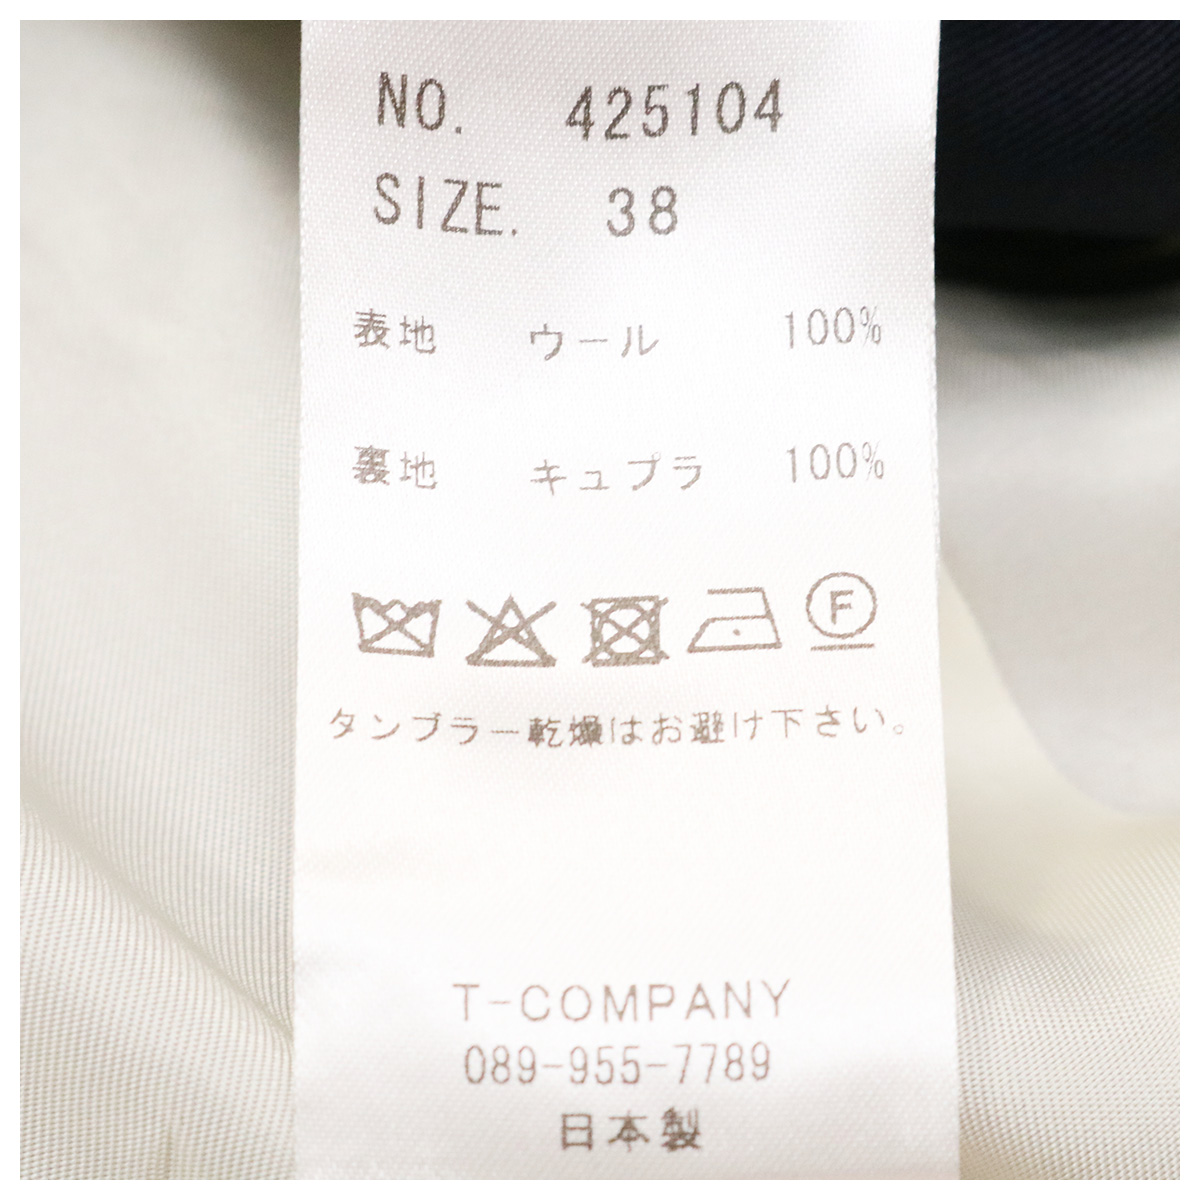 NO. 425104
SIZE. 38
表地 ウール 100%
裏地 キュプラ 100%
F
タンブラー乾燥はお避け下さい。
T-COMPANY
089-955-7789
日本製